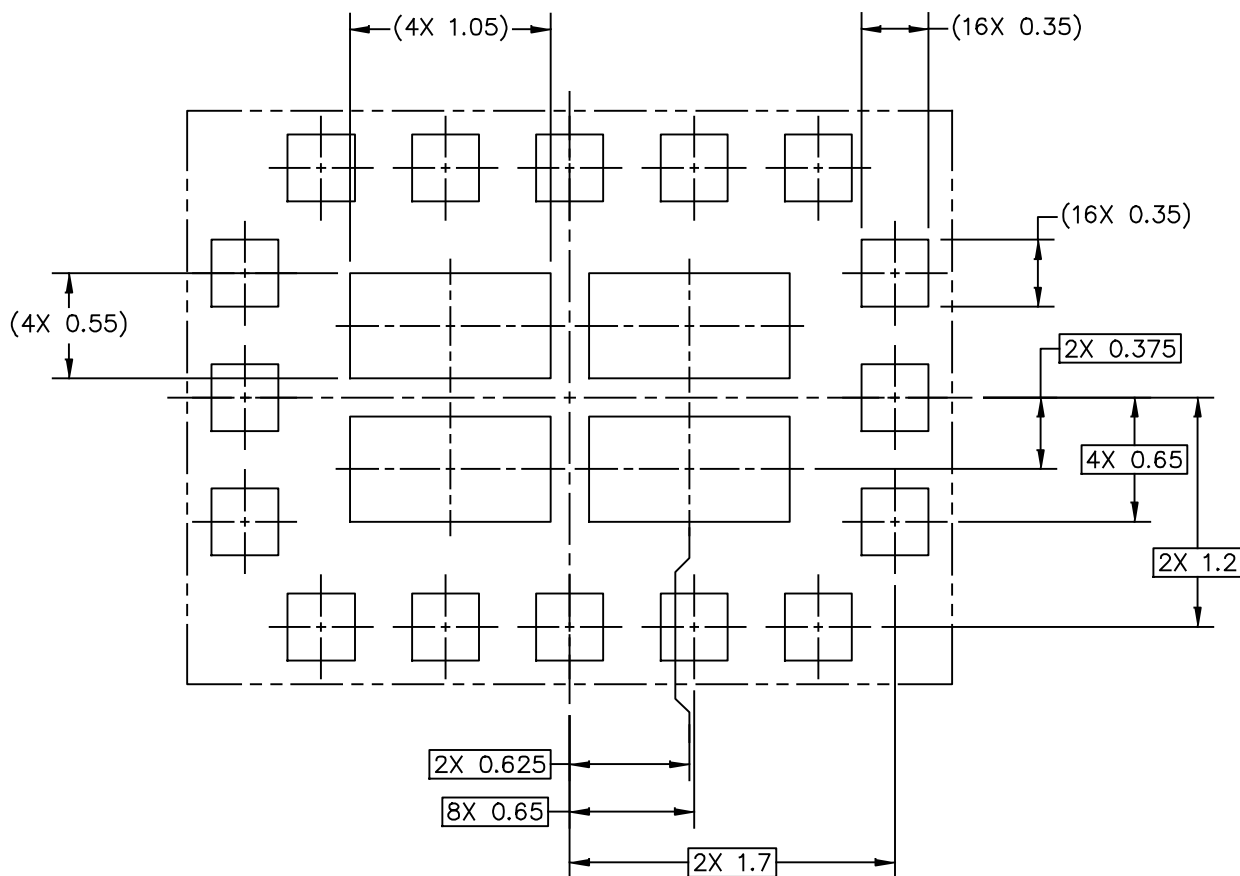 (4X 1.05)
(16X 0.35)
(16X 0.35)
(4X 0.55)
2X 0.375
4X 0.65
2X 1.2
2X 0.625
8X 0.65
2X 1.7